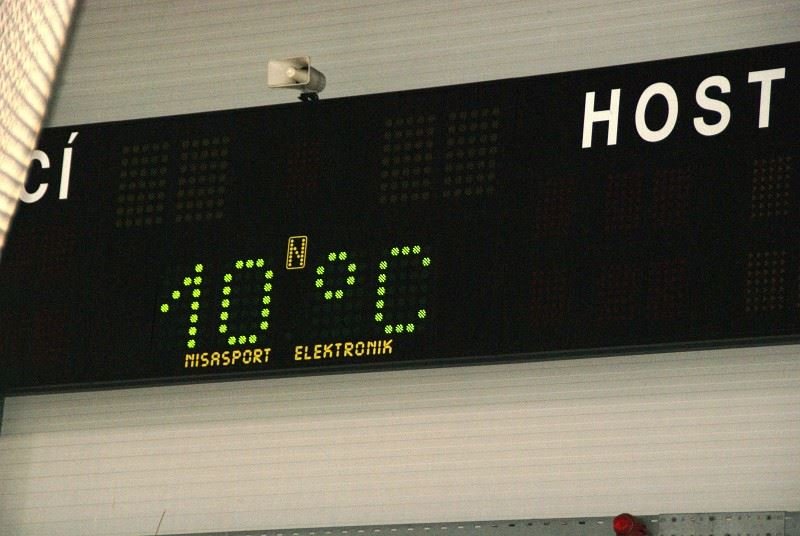 CÍ HOST
N
10 °C
NISASPORT ELEKTRONIK